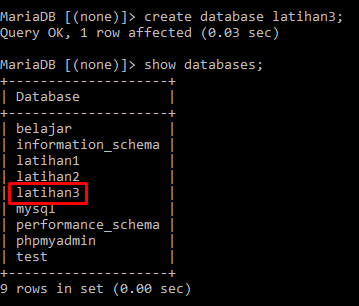 MariaDB [(none)]> create database latihan3;
Query OK, 1 row affected (0.03 sec)
MariaDB [(none)]> show databases;
+--------------------+
| Database           |
+--------------------+
| belajar            |
| information_schema |
| latihan1           |
| latihan2           |
| latihan3           |
| mysql              |
| performance_schema |
| phpmyadmin         |
| test               |
+--------------------+
9 rows in set (0.00 sec)